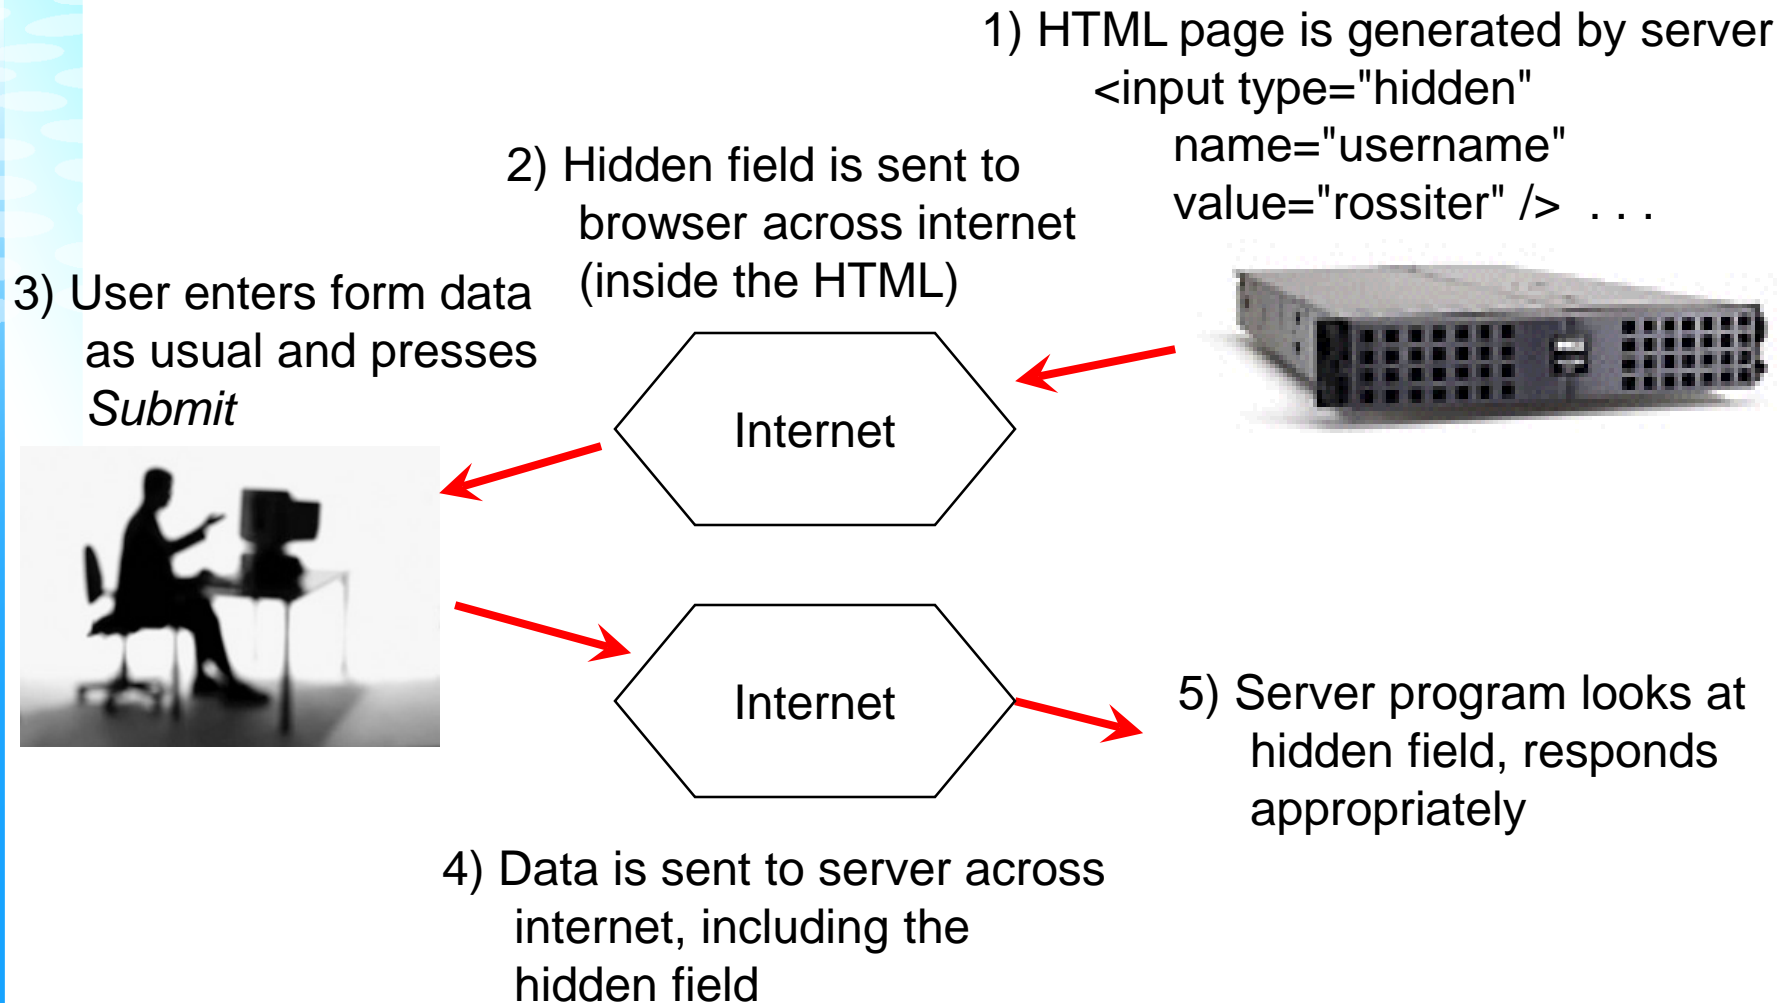 1) HTML page is generated by server
<input type="hidden"
name="username"
value="rossiter" /> . . .
2) Hidden field is sent to
browser across internet
(inside the HTML)
3) User enters form data
as usual and presses
Submit
Internet
Internet
4) Data is sent to server across
internet, including the
hidden field
5) Server program looks at
hidden field, responds
appropriately